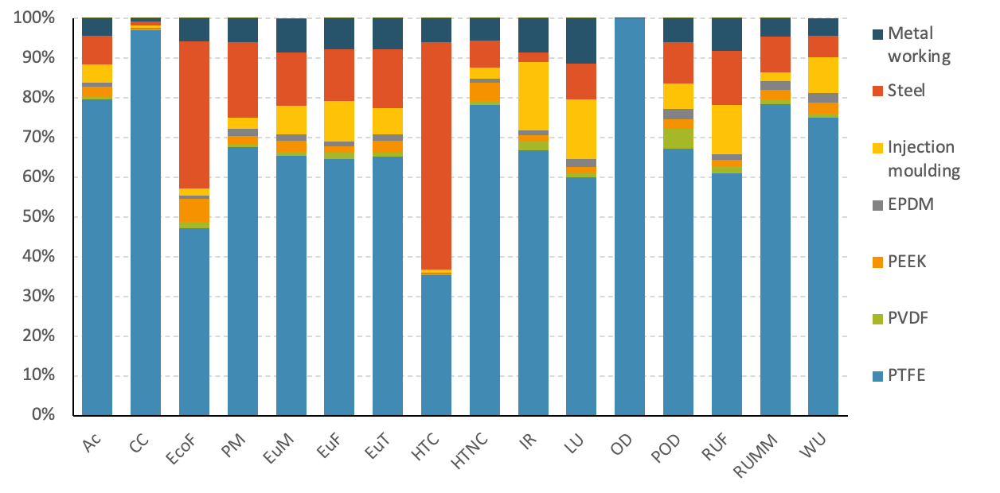 100%
90%
80%
70%
60%
50%
40%
30%
20%
10%
0%
Ac
CC
EcoF
PM
EuM
EuF
EuT
HTC
HTNC
IR
LU
OD
POD
RUF
RUMM
WU
Metal
working
Steel
Injection
moulding
EPDM
PEEK
PVDF
PTFE